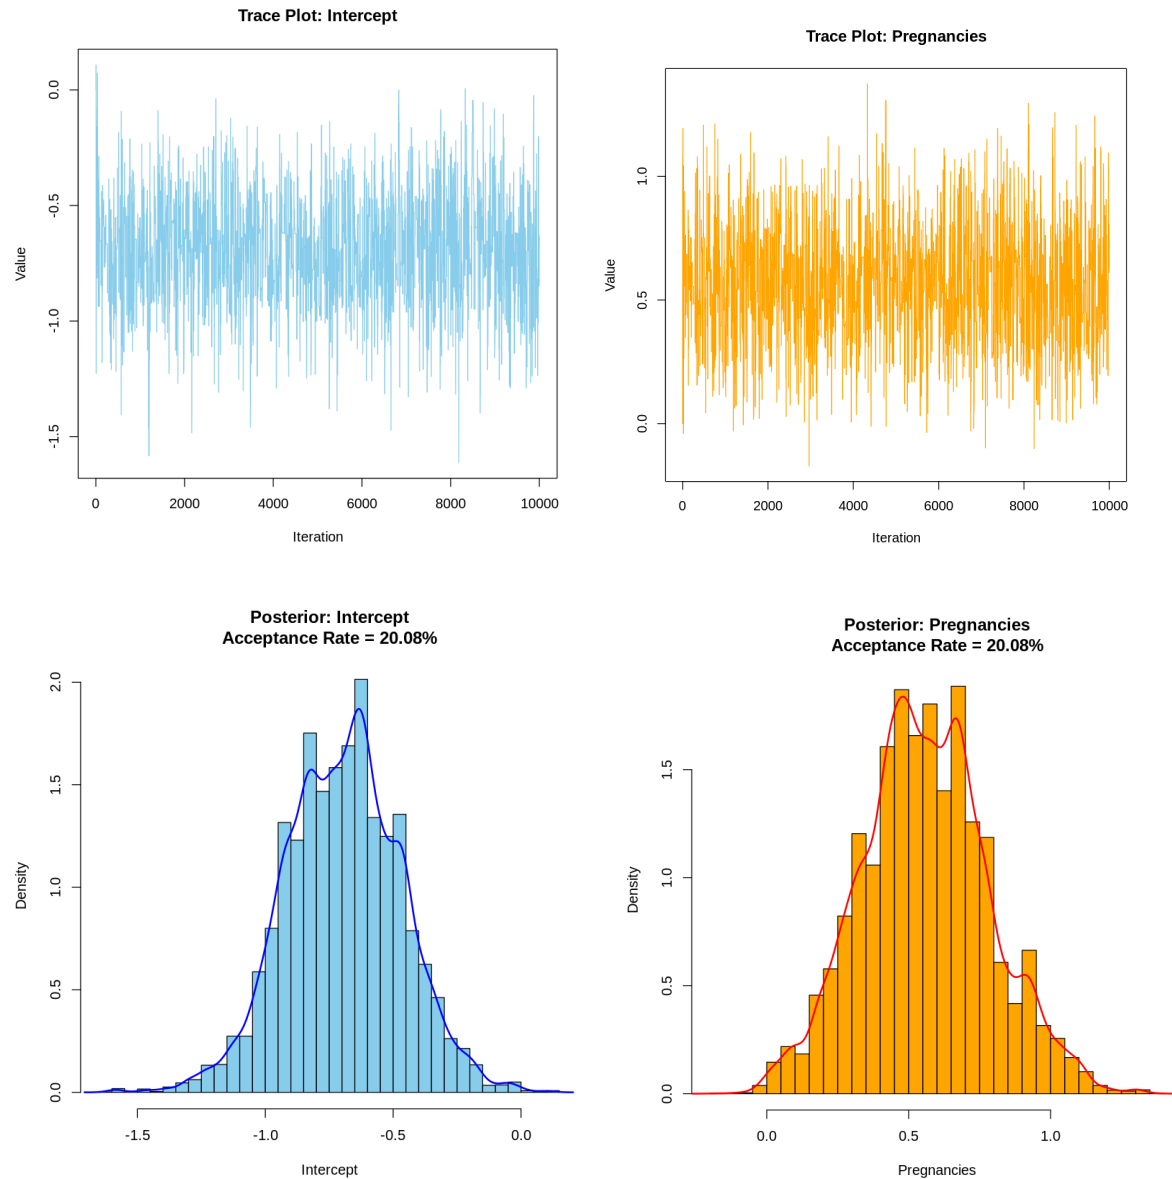 Trace Plot: Intercept
Value
0.0
-0.5
-1.0
-1.5
0 2000 4000 6000 8000 10000
Iteration
Trace Plot: Pregnancies
Value
1.0
0.5
0.0
0 2000 4000 6000 8000 10000
Iteration
Posterior: Intercept
Acceptance Rate = 20.08%
Density
2.0
1.5
1.0
0.5
0.0
-1.5 -1.0 -0.5 0.0
Intercept
Posterior: Pregnancies
Acceptance Rate = 20.08%
Density
1.5
1.0
0.5
0.0
0.0 0.5 1.0
Pregnancies